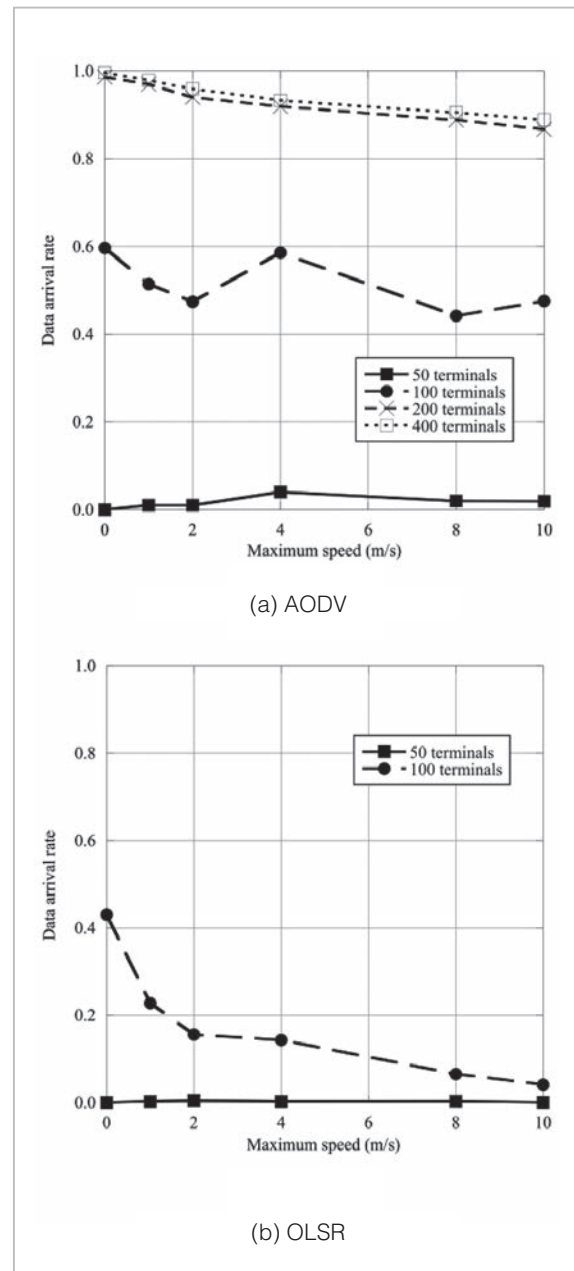 1.0
0.8
0.6
0.4
0.2
0.0
Data arrival rate
50 terminals
100 terminals
200 terminals
400 terminals
0 2 4 6 8 10
Maximum speed (m/s)
(a) AODV
1.0
0.8
0.6
0.4
0.2
0.0
Data arrival rate
50 terminals
100 terminals
0 2 4 6 8 10
Maximum speed (m/s)
(b) OLSR